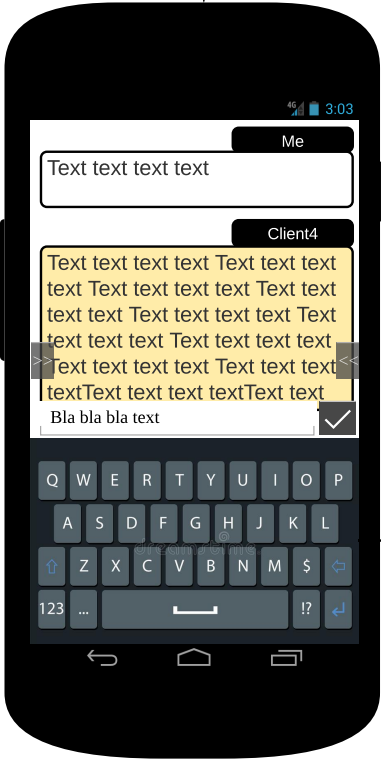 4G 3:03
Me
Text text text text
Client4
Text text text text Text text text
text Text text text text Text text
text text Text text text text Text
text text text Text text text text
Text text text text Text text text
textText text text textText text
>> <<
Bla bla bla text
Q W E R T Y U I O P
A S D F G H J K L
dreamstime.
Z X C V B N M $
123 ... !?